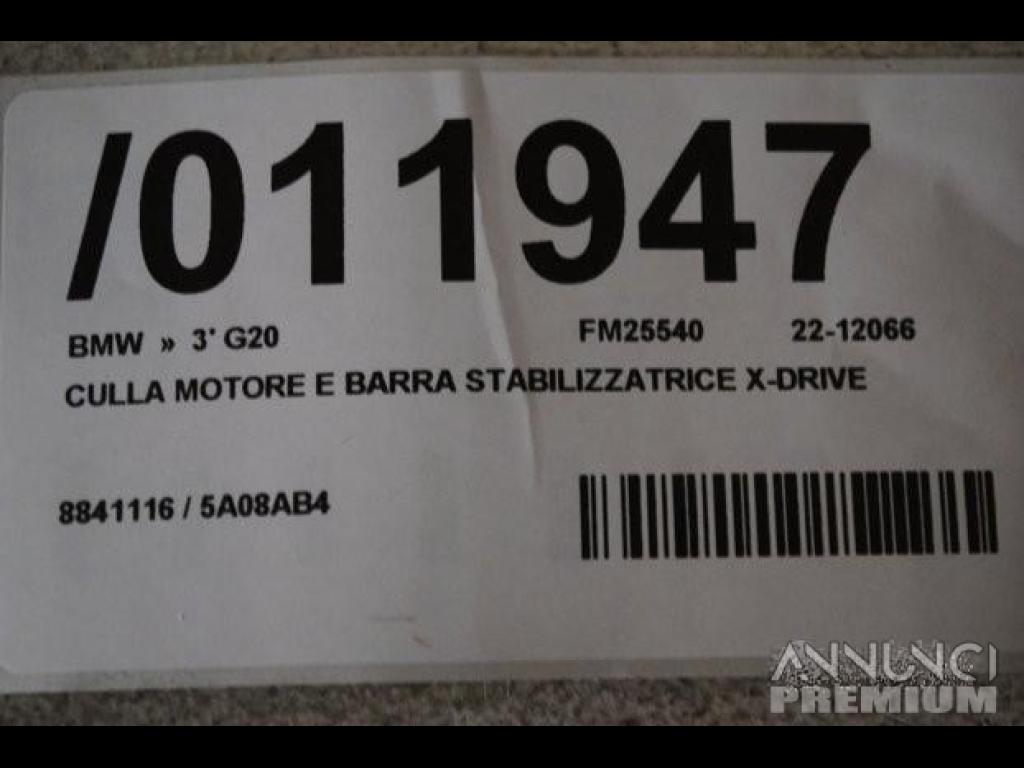 /011947
BMW » 3° G20 FM25540 22-12066
CULLA MOTORE E BARRA STABILIZZATRICE X-DRIVE
8841116 / 5A08AB4
ANNUNCI
PREMIUM